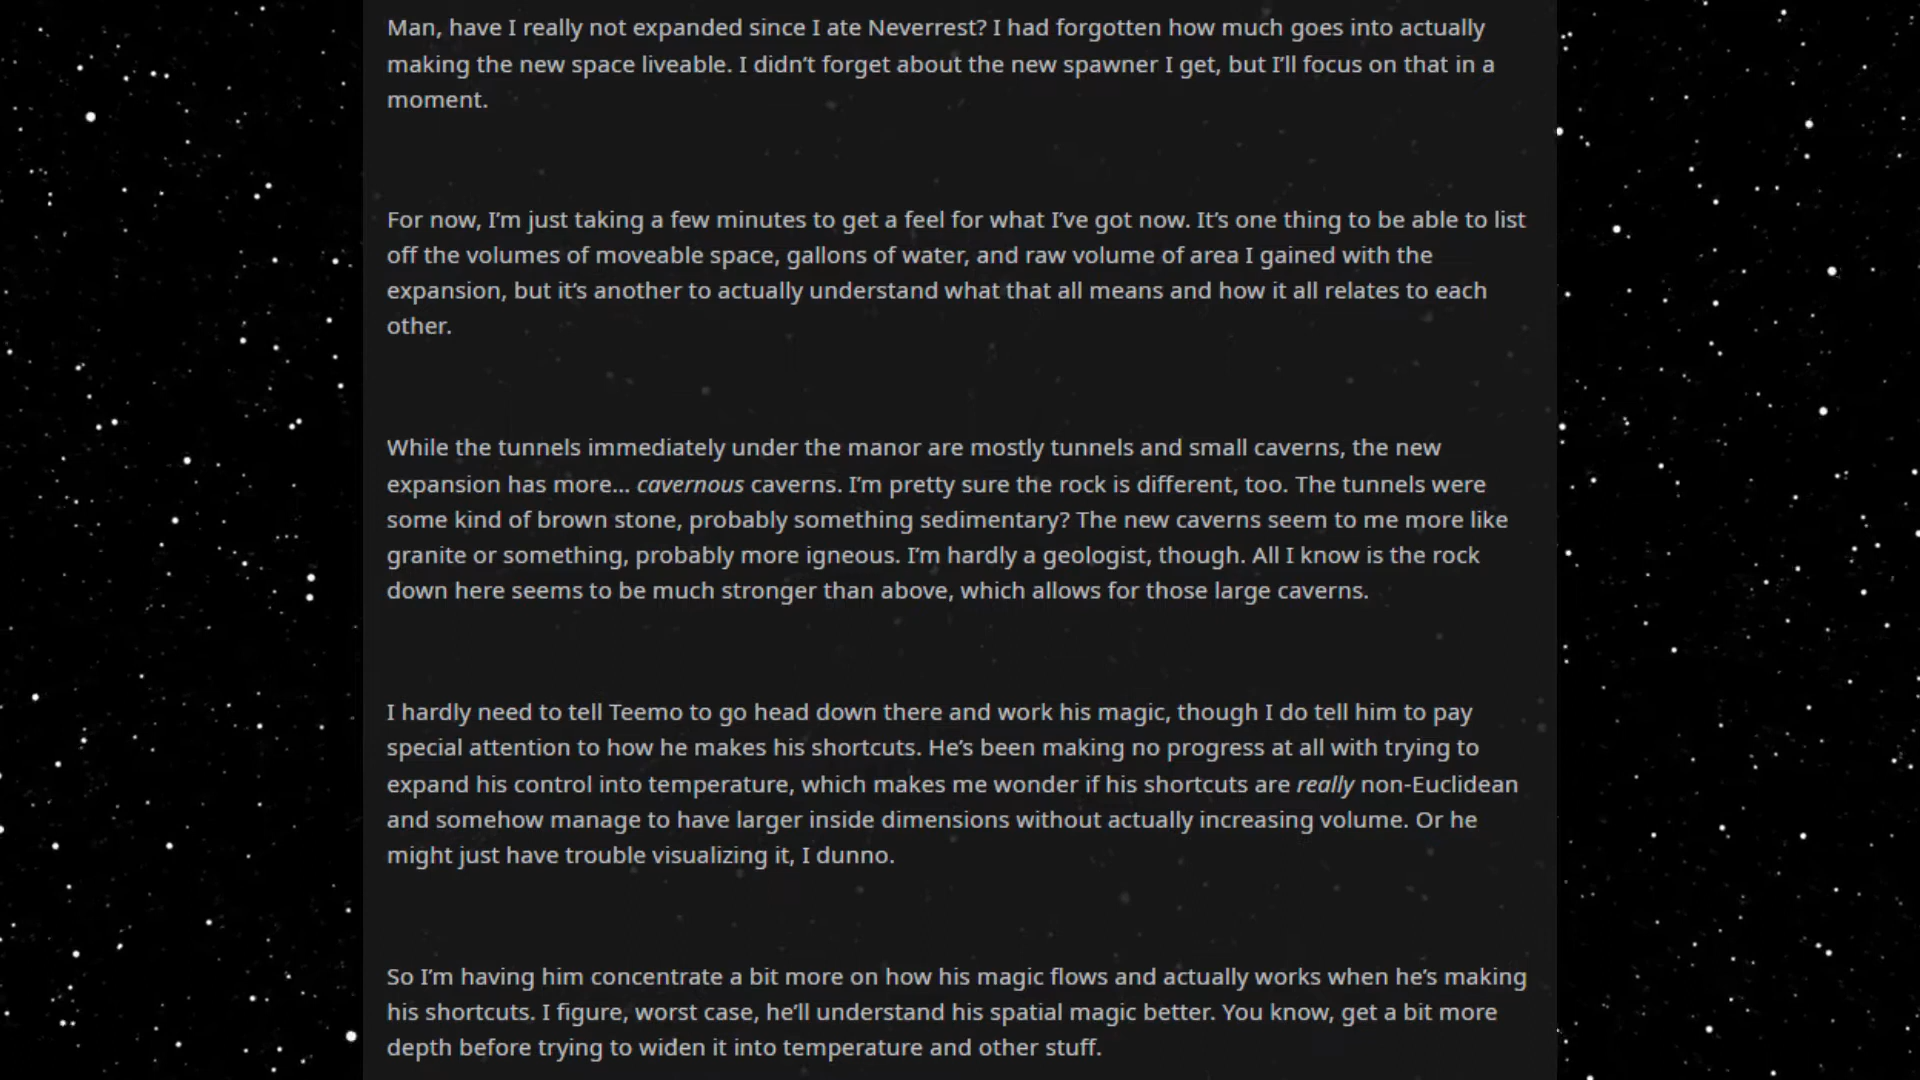 Man, have I really not expanded since I ate Neverrest? I had forgotten how much goes into actually
making the new space liveable. I didn’t forget about the new spawner I get, but I’ll focus on that in a
moment.
For now, I’m just taking a few minutes to get a feel for what I’ve got now. It’s one thing to be able to list
off the volumes of moveable space, gallons of water, and raw volume of area I gained with the
expansion, but it’s another to actually understand what that all means and how it all relates to each
other.
While the tunnels immediately under the manor are mostly tunnels and small caverns, the new
expansion has more… cavernous caverns. I’m pretty sure the rock is different, too. The tunnels were
some kind of brown stone, probably something sedimentary? The new caverns seem to me more like
granite or something, probably more igneous. I’m hardly a geologist, though. All I know is the rock
down here seems to be much stronger than above, which allows for those large caverns.
I hardly need to tell Teemo to go head down there and work his magic, though I do tell him to pay
special attention to how he makes his shortcuts. He’s been making no progress at all with trying to
expand his control into temperature, which makes me wonder if his shortcuts are really non-Euclidean
and somehow manage to have larger inside dimensions without actually increasing volume. Or he
might just have trouble visualizing it, I dunno.
So I’m having him concentrate a bit more on how his magic flows and actually works when he’s making
his shortcuts. I figure, worst case, he’ll understand his spatial magic better. You know, get a bit more
depth before trying to widen it into temperature and other stuff.